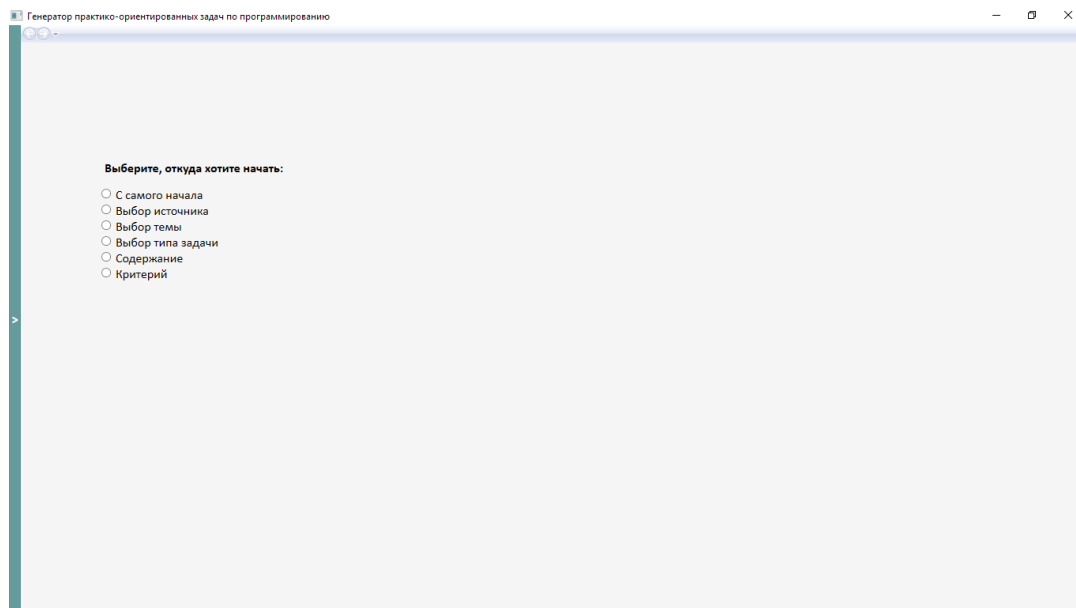 Генератор практико-ориентированных задач по программированию
Выберите, откуда хотите начать:
С самого начала
Выбор источника
Выбор темы
Выбор типа задачи
Содержание
Критерий
>